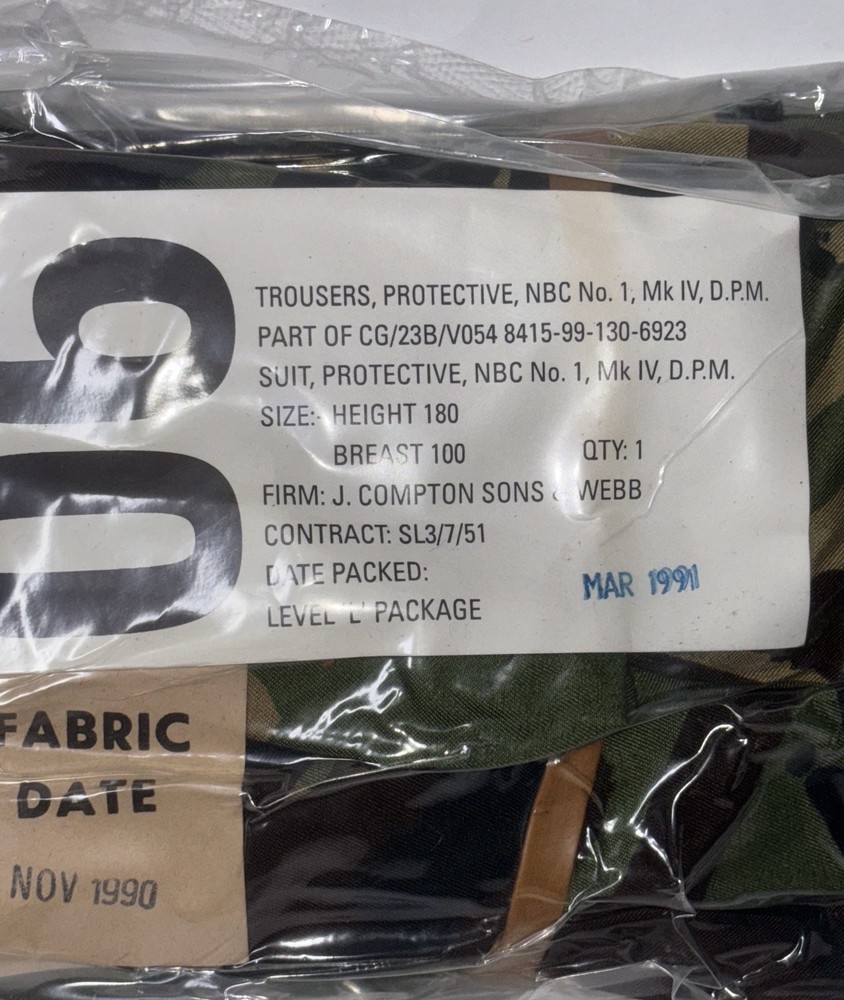 06
TROUSERS, PROTECTIVE, NBC No. 1, Mk IV, D.P.M.
PART OF CG/23B/V054 8415-99-130-6923
SUIT, PROTECTIVE, NBC No. 1, Mk IV, D.P.M.
SIZE:- HEIGHT 180
BREAST 100 QTY: 1
FIRM: J. COMPTON SONS & WEBB
CONTRACT: SL3/7/51
DATE PACKED: MAR 1991
LEVEL 'L' PACKAGE
FABRIC
DATE
NOV 1990